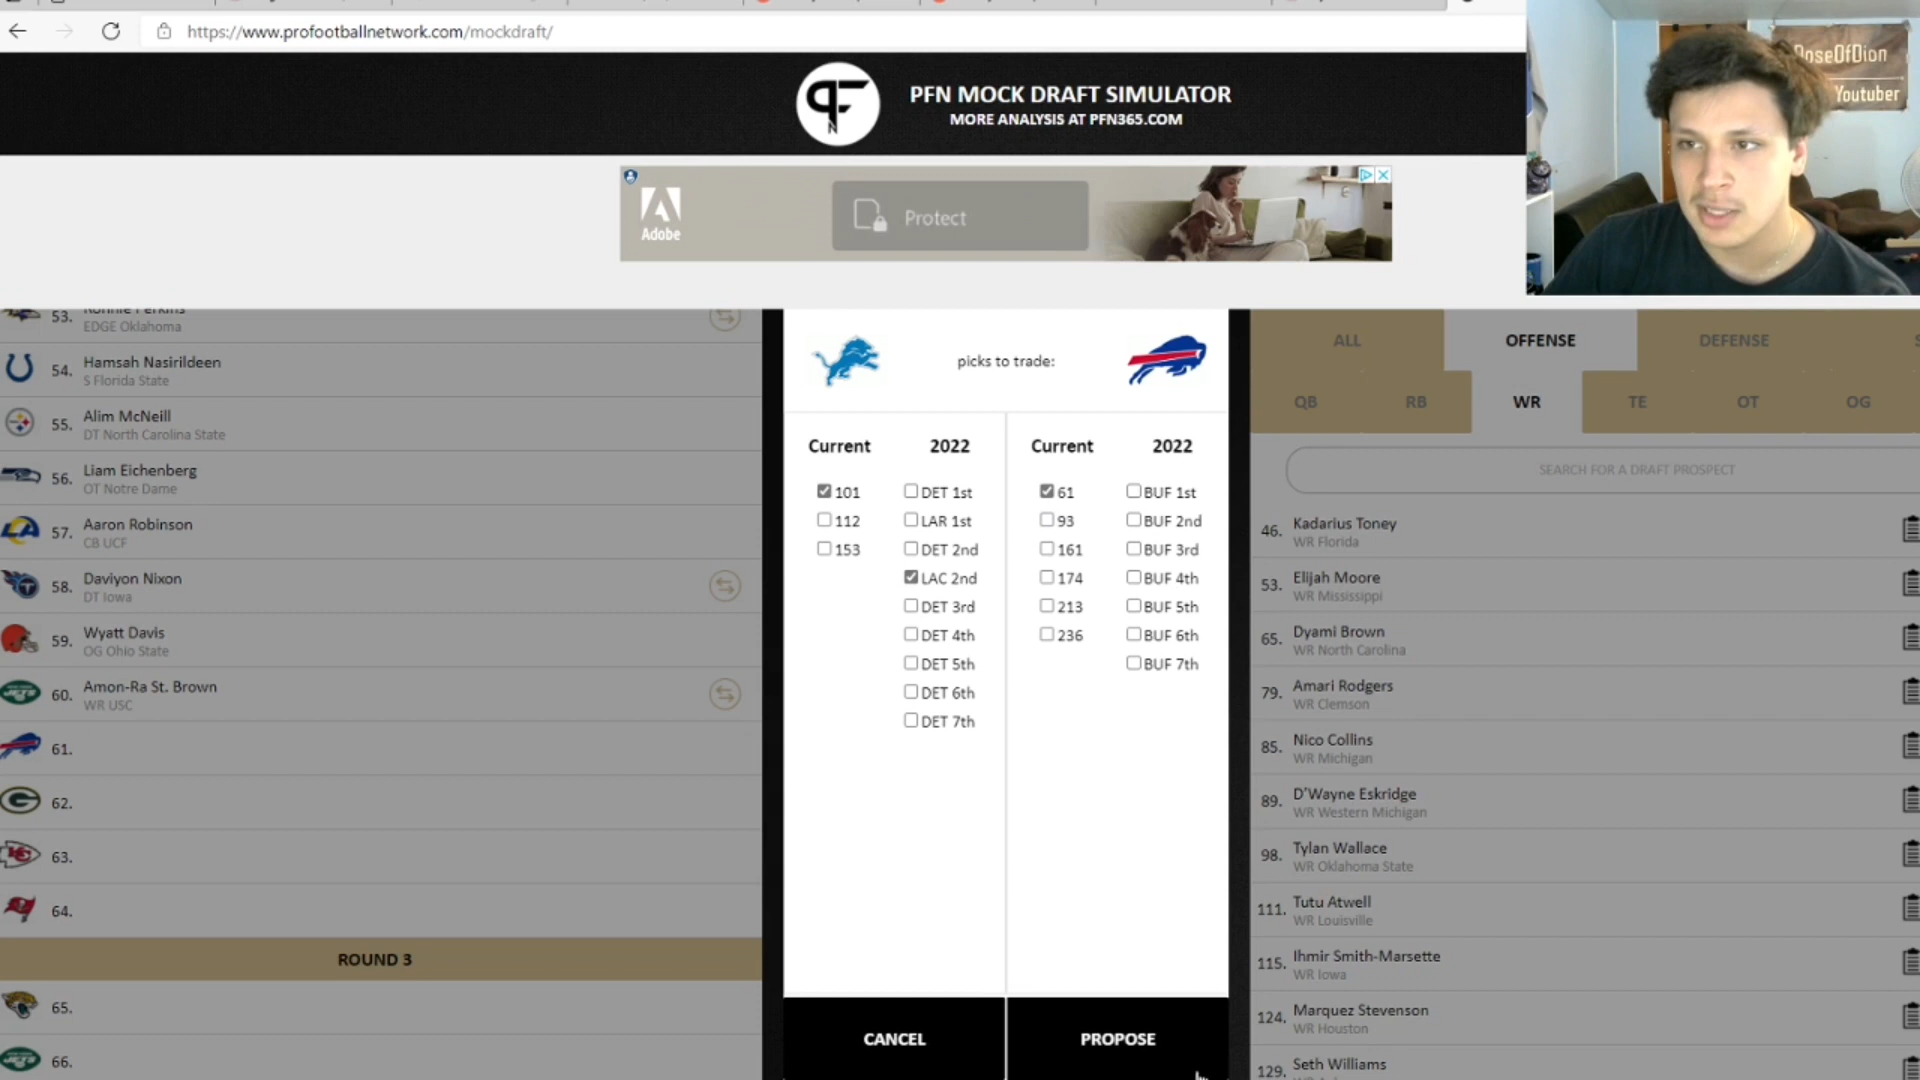 https://www.profootballnetwork.com/mockdraft/
PFN MOCK DRAFT SIMULATOR
MORE ANALYSIS AT PFN365.COM
DoseOfDion
Youtuber
Adobe
Protect
53. Ronnie Perkins
EDGE Oklahoma
54. Hamsah Nasirildeen
S Florida State
55. Alim McNeill
DT North Carolina State
56. Liam Eichenberg
OT Notre Dame
57. Aaron Robinson
CB UCF
58. Daviyon Nixon
DT Iowa
59. Wyatt Davis
OG Ohio State
60. Amon-Ra St. Brown
WR USC
61.
62.
63.
64.
ROUND 3
65.
66.
picks to trade:
Current 2022 Current 2022
101 DET 1st 61 BUF 1st
112 LAR 1st 93 BUF 2nd
153 DET 2nd 161 BUF 3rd
LAC 2nd 174 BUF 4th
DET 3rd 213 BUF 5th
DET 4th 236 BUF 6th
DET 5th BUF 7th
DET 6th
DET 7th
CANCEL PROPOSE
ALL OFFENSE DEFENSE S
QB RB WR TE OT OG
SEARCH FOR A DRAFT PROSPECT
46. Kadarius Toney
WR Florida
53. Elijah Moore
WR Mississippi
65. Dyami Brown
WR North Carolina
79. Amari Rodgers
WR Clemson
85. Nico Collins
WR Michigan
89. D'Wayne Eskridge
WR Western Michigan
98. Tylan Wallace
WR Oklahoma State
111. Tutu Atwell
WR Louisville
115. Ihmir Smith-Marsette
WR Iowa
124. Marquez Stevenson
WR Houston
129. Seth Williams